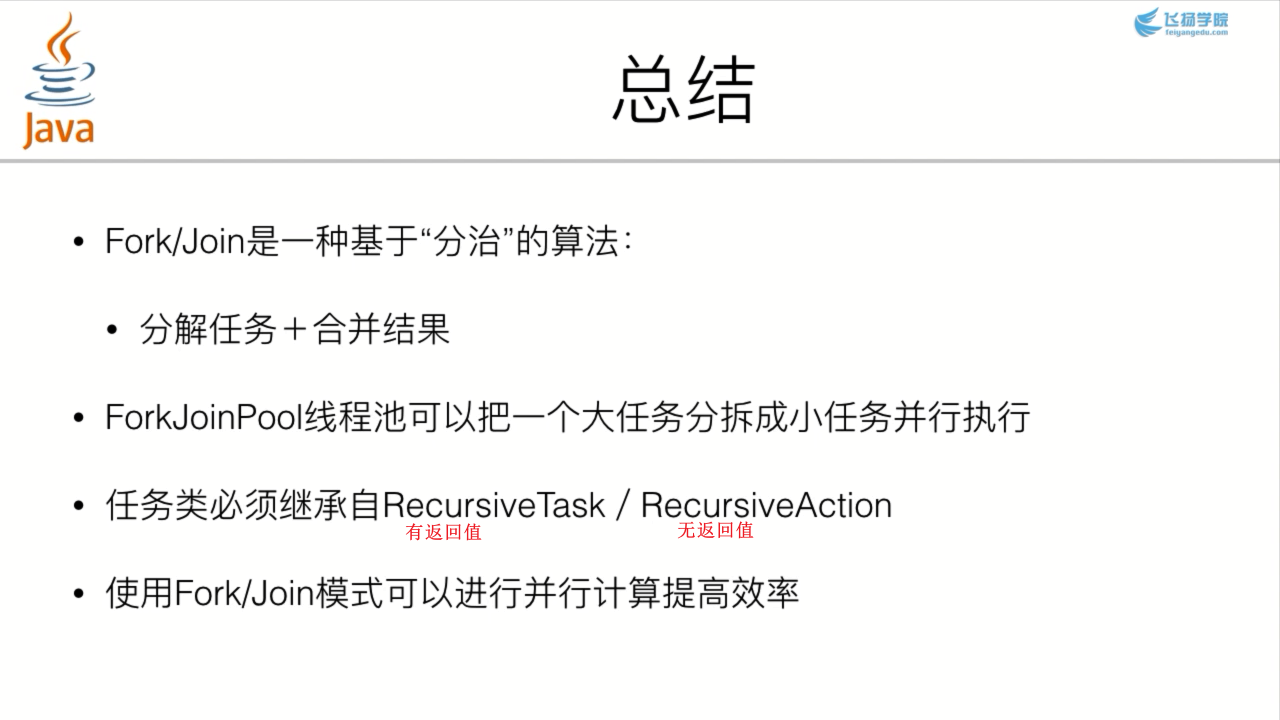 Java
飞扬学院
feiyangedu.com
总结
• Fork/Join是一种基于“分治”的算法：
• 分解任务＋合并结果
• ForkJoinPool线程池可以把一个大任务分拆成小任务并行执行
• 任务类必须继承自RecursiveTask / RecursiveAction
有返回值 无返回值
• 使用Fork/Join模式可以进行并行计算提高效率